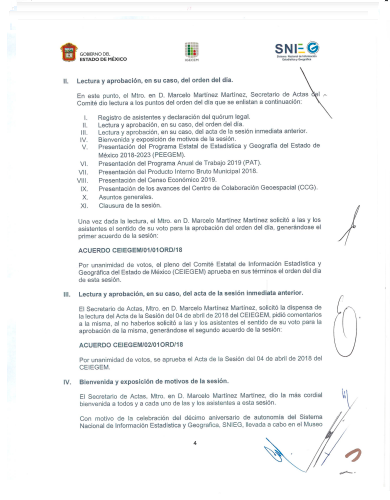 GOBIERNO DEL
ESTADO DE MÉXICO
SNIEG
II. Lectura y aprobación, en su caso, del orden del día.
En este punto, el Mtro. en D. Marcelo Martínez Martínez, Secretario de Actas del
Comité dio lectura a los puntos del orden del día que se enlistan a continuación:
I. Registro de asistentes y declaración del quórum legal.
II. Lectura y aprobación, en su caso, del orden del día.
III. Lectura y aprobación, en su caso, del acta de la sesión inmediata anterior.
IV. Bienvenida y exposición de motivos de la sesión.
V. Presentación del Programa Estatal de Estadística y Geografía del Estado de
México 2018-2023 (PEEGEM).
VI. Presentación del Programa Anual de Trabajo 2019 (PAT).
VII. Presentación del Producto Interno Bruto Municipal 2018.
VIII. Presentación del Censo Económico 2019.
IX. Presentación de los avances del Centro de Colaboración Geoespacial (CCG).
X. Asuntos generales.
XI. Clausura de la sesión.
Una vez dada la lectura, el Mtro. en D. Marcelo Martínez Martínez solicitó a las y los
asistentes el sentido de su voto para la aprobación del orden del día, generándose el
primer acuerdo de la sesión:
ACUERDO CEIEGEM/01/01ORD/18
Por unanimidad de votos, el pleno del Comité Estatal de Información Estadística y
Geográfica del Estado de México (CEIEGEM) aprueba en sus términos el orden del día
de esta sesión.
III. Lectura y aprobación, en su caso, del acta de la sesión inmediata anterior.
El Secretario de Actas, Mtro. en D. Marcelo Martínez Martínez, solicitó la dispensa de
la lectura del Acta de la Sesión del 04 de abril de 2018 del CEIEGEM, pidió comentarios
a la misma, al no haberlos solicitó a las y los asistentes el sentido de su voto para la
aprobación de la misma, generándose el segundo acuerdo de la sesión:
ACUERDO CEIEGEM/02/01ORD/18
Por unanimidad de votos, se aprueba el Acta de la Sesión del 04 de abril de 2018 del
CEIEGEM.
IV. Bienvenida y exposición de motivos de la sesión.
El Secretario de Actas, Mtro. en D. Marcelo Martínez Martínez, dio la más cordial
bienvenida a todos y a cada uno de las y los asistentes a esta sesión.
Con motivo de la celebración del décimo aniversario de autonomía del Sistema
Nacional de Información Estadística y Geográfica, SNIEG, llevada a cabo en el Museo
4